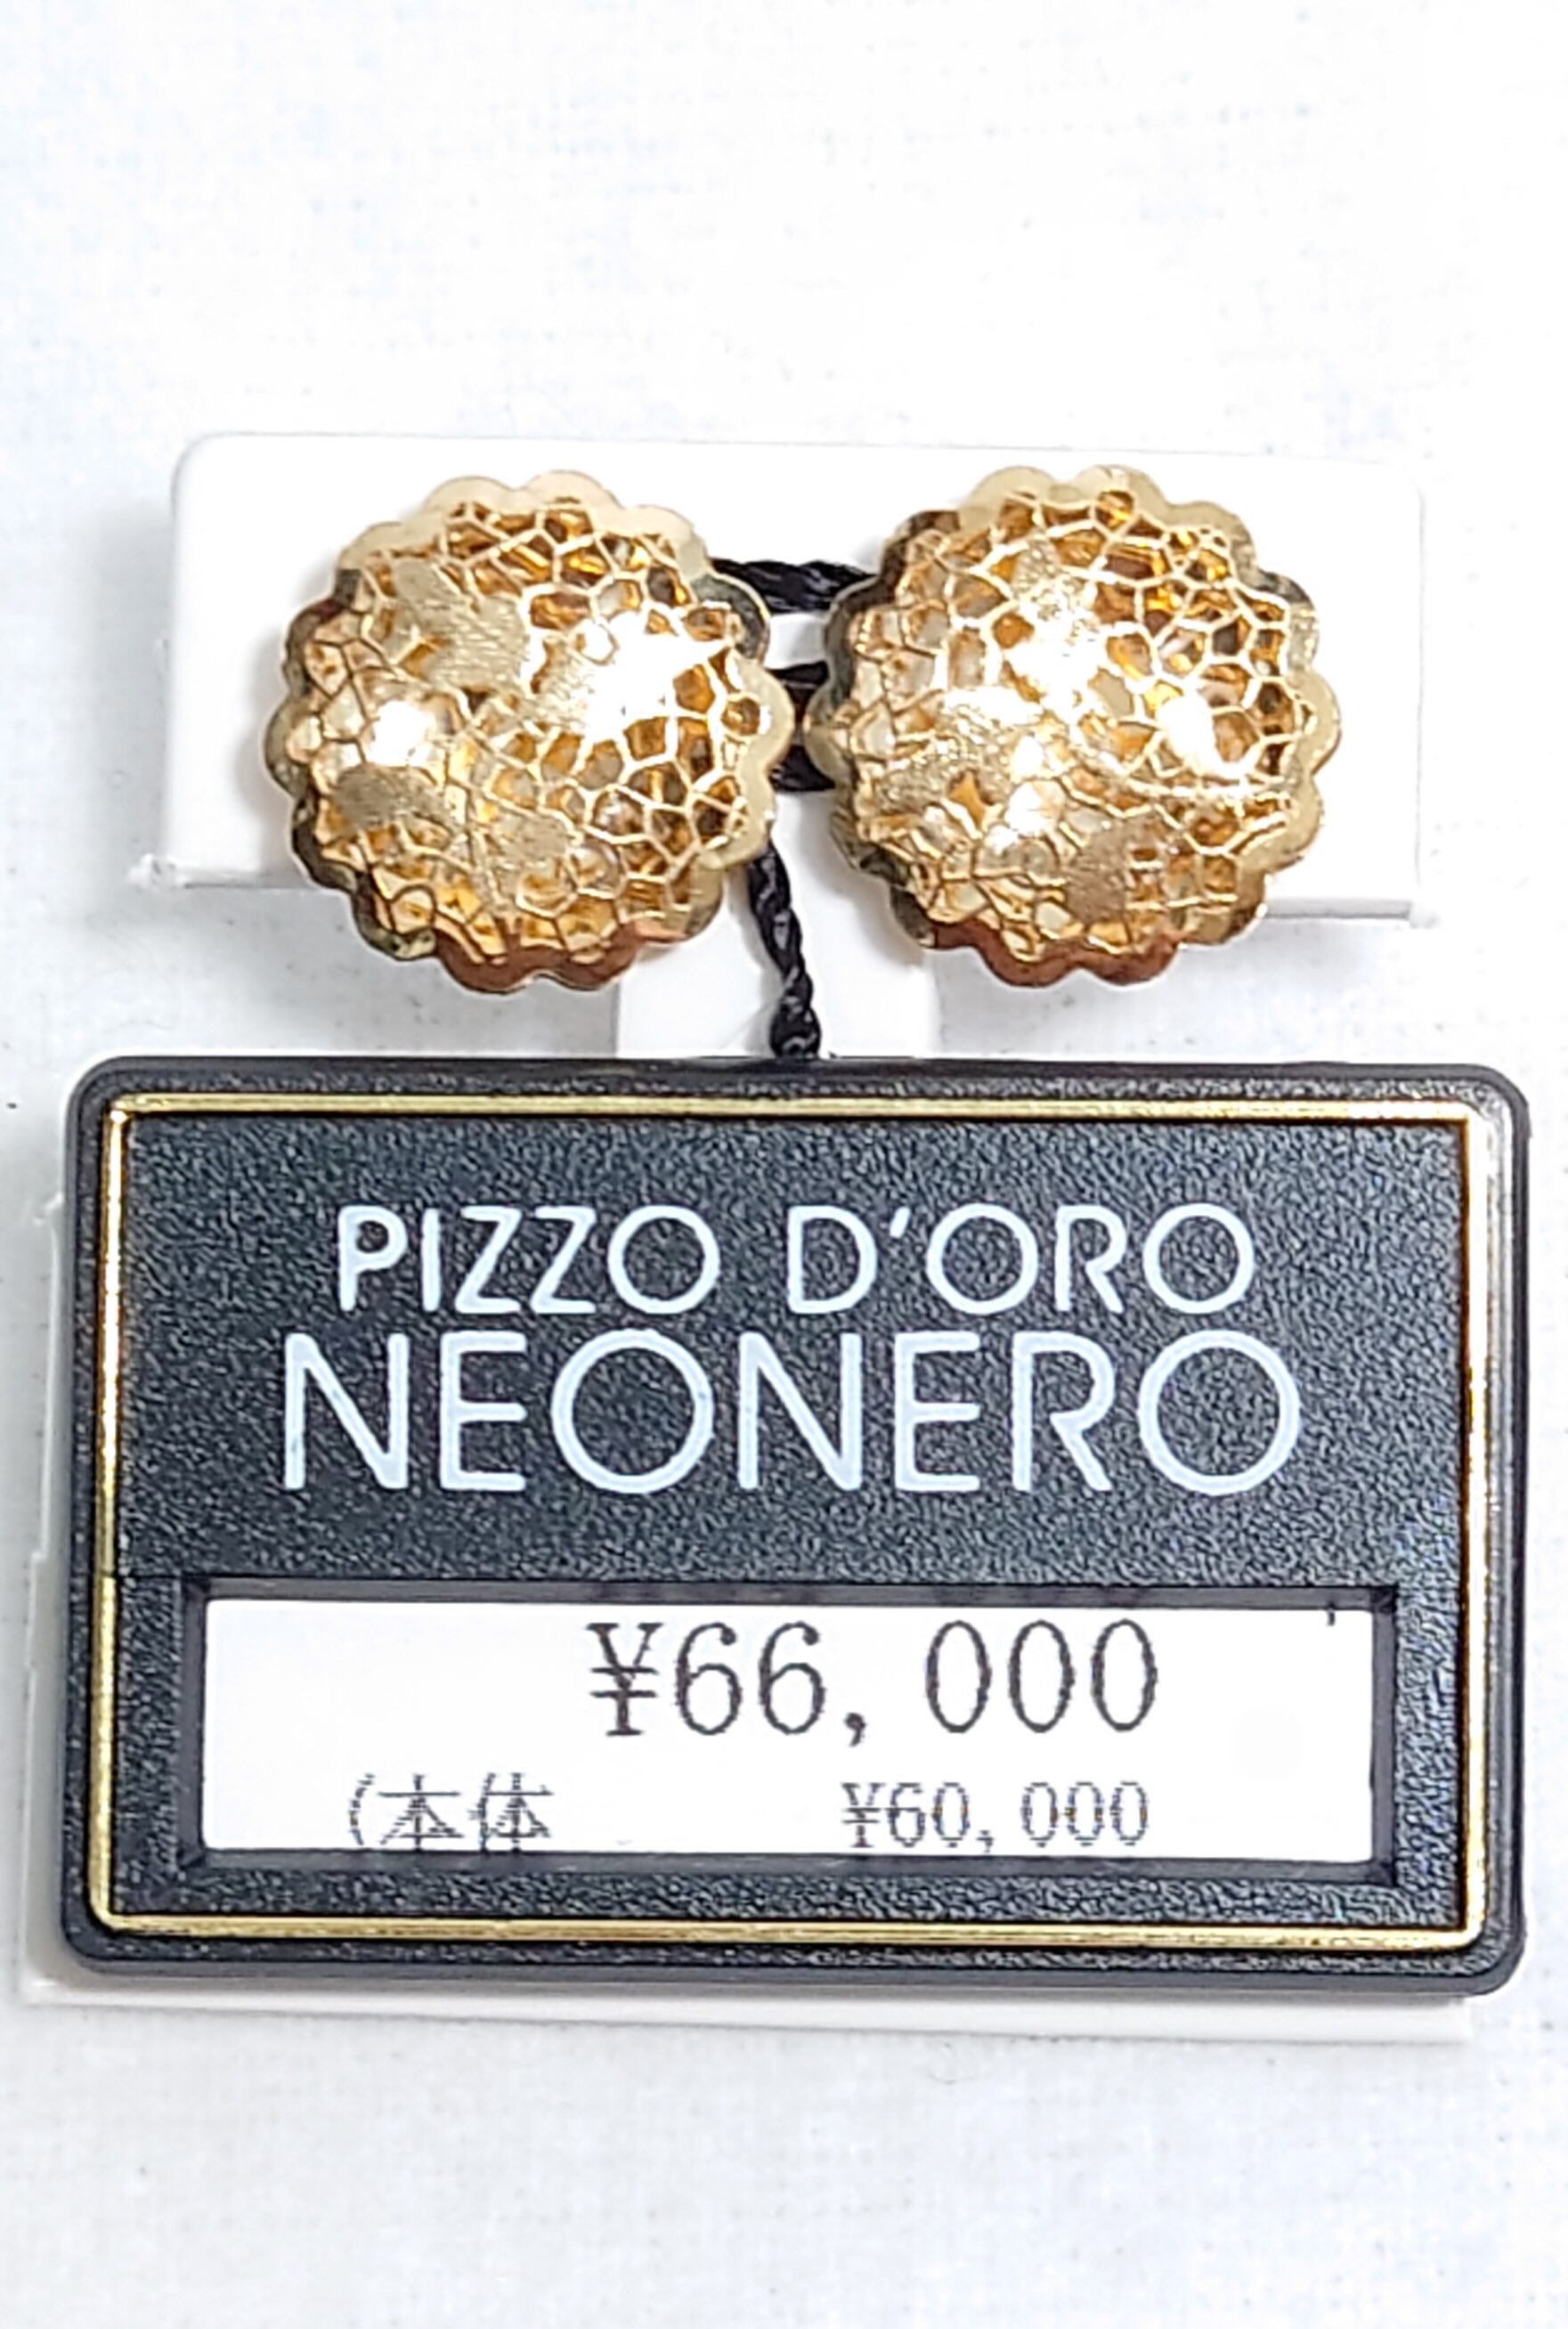 PIZZO D'ORO
NEONERO
¥66,000
(本体 ¥60,000